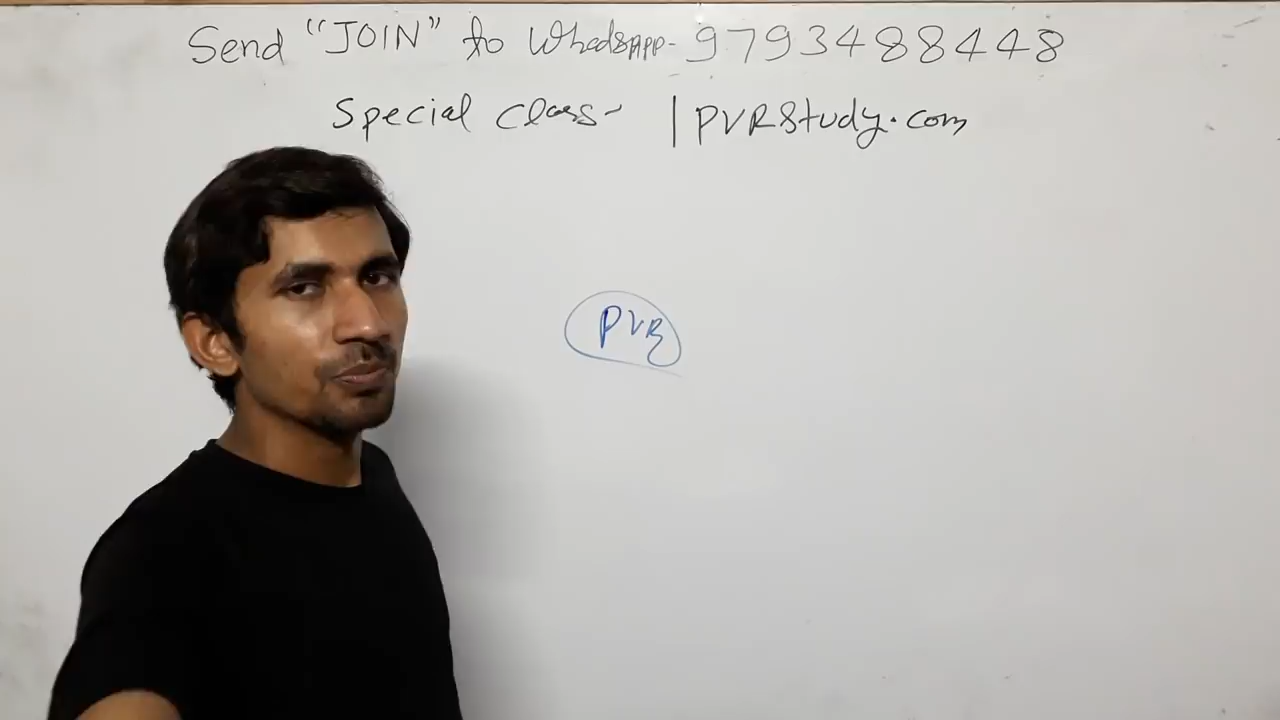 Send "JOIN" to WhatsAPP- 9793488448
Special Class- | PVRStudy.com
PVR